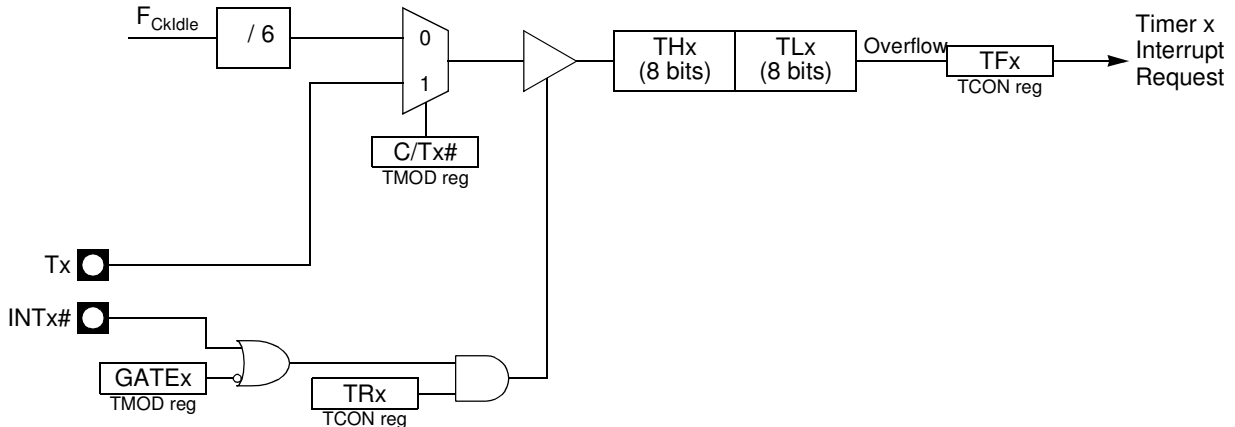 FCkIdle
/ 6
0
1
THx
(8 bits)
TLx
(8 bits)
Overflow
TFx
TCON reg
Timer x
Interrupt
Request
C/Tx#
TMOD reg
Tx
INTx#
GATEx
TMOD reg
TRx
TCON reg